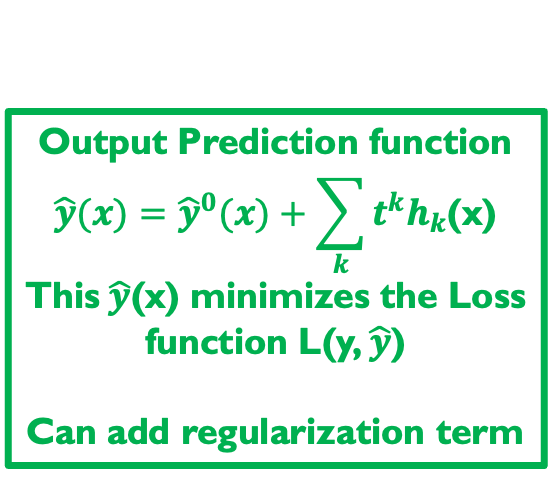 Output Prediction function
ŷ(x) = ŷ⁰(x) + ∑ₖ tᵏhₖ(x)
This ŷ(x) minimizes the Loss
function L(y, ŷ)
Can add regularization term